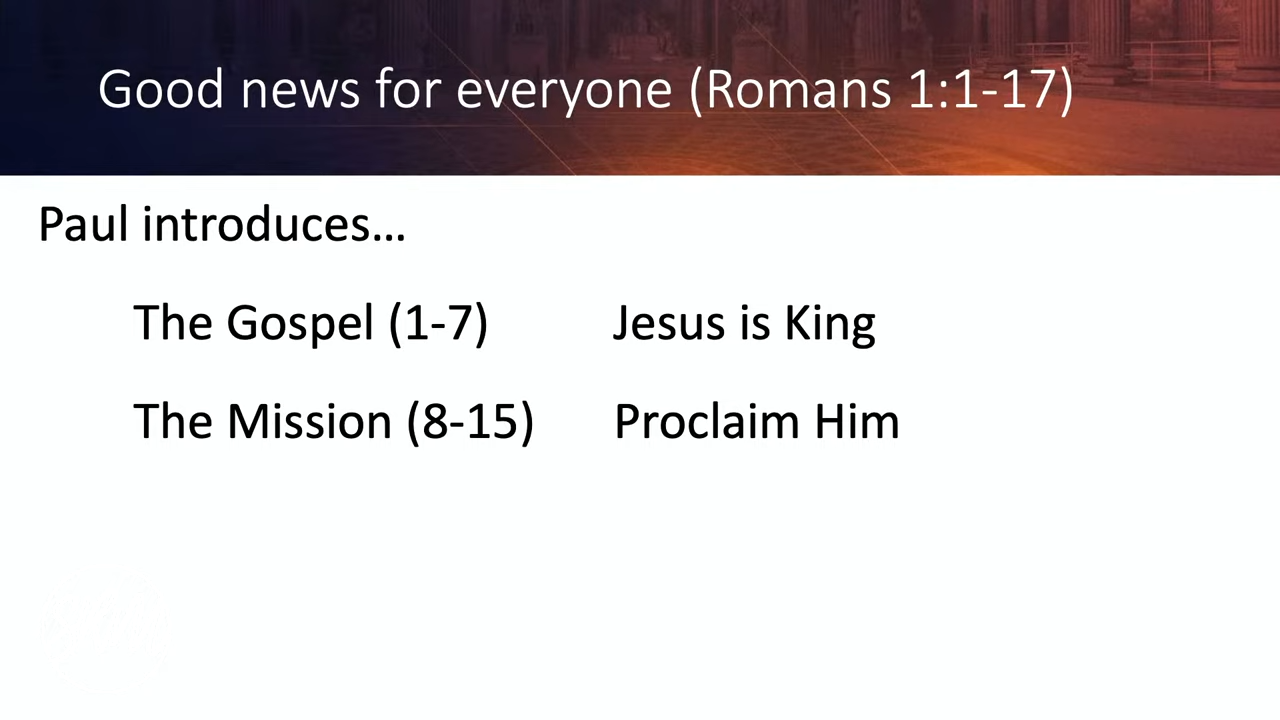 Good news for everyone (Romans 1:1-17)
Paul introduces…
The Gospel (1-7) Jesus is King
The Mission (8-15) Proclaim Him